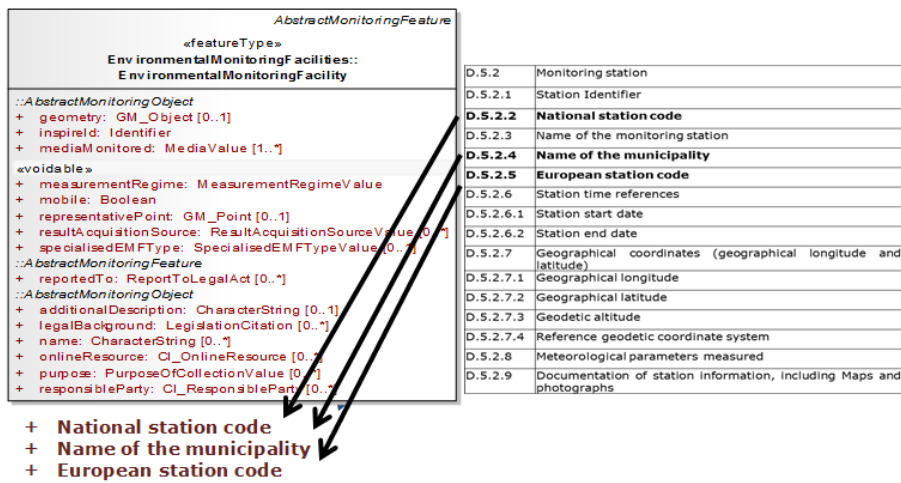 AbstractMonitoringFeature
«featureType»
EnvironmentalMonitoringFacilities::
EnvironmentalMonitoringFacility
::AbstractMonitoringObject
+ geometry: GM_Object [0..1]
+ inspireId: Identifier
+ mediaMonitored: MediaValue [1..*]
«voidable»
+ measurementRegime: MeasurementRegimeValue
+ mobile: Boolean
+ representativePoint: GM_Point [0..1]
+ resultAcquisitionSource: ResultAcquisitionSourceValue [0..*]
+ specialisedEMFType: SpecialisedEMFTypeValue [0..1]
::AbstractMonitoringFeature
+ reportedTo: ReportToLegalAct [0..*]
::AbstractMonitoringObject
+ additionalDescription: CharacterString [0..1]
+ legalBackground: LegislationCitation [0..*]
+ name: CharacterString [0..*]
+ onlineResource: CI_OnlineResource [0..*]
+ purpose: PurposeOfCollectionValue [0..*]
+ responsibleParty: CI_ResponsibleParty [0..*]
+ National station code
+ Name of the municipality
+ European station code
D.5.2 Monitoring station
D.5.2.1 Station Identifier
D.5.2.2 National station code
D.5.2.3 Name of the monitoring station
D.5.2.4 Name of the municipality
D.5.2.5 European station code
D.5.2.6 Station time references
D.5.2.6.1 Station start date
D.5.2.6.2 Station end date
D.5.2.7 Geographical coordinates (geographical longitude and
latitude)
D.5.2.7.1 Geographical longitude
D.5.2.7.2 Geographical latitude
D.5.2.7.3 Geodetic altitude
D.5.2.7.4 Reference geodetic coordinate system
D.5.2.8 Meteorological parameters measured
D.5.2.9 Documentation of station information, including Maps and
photographs